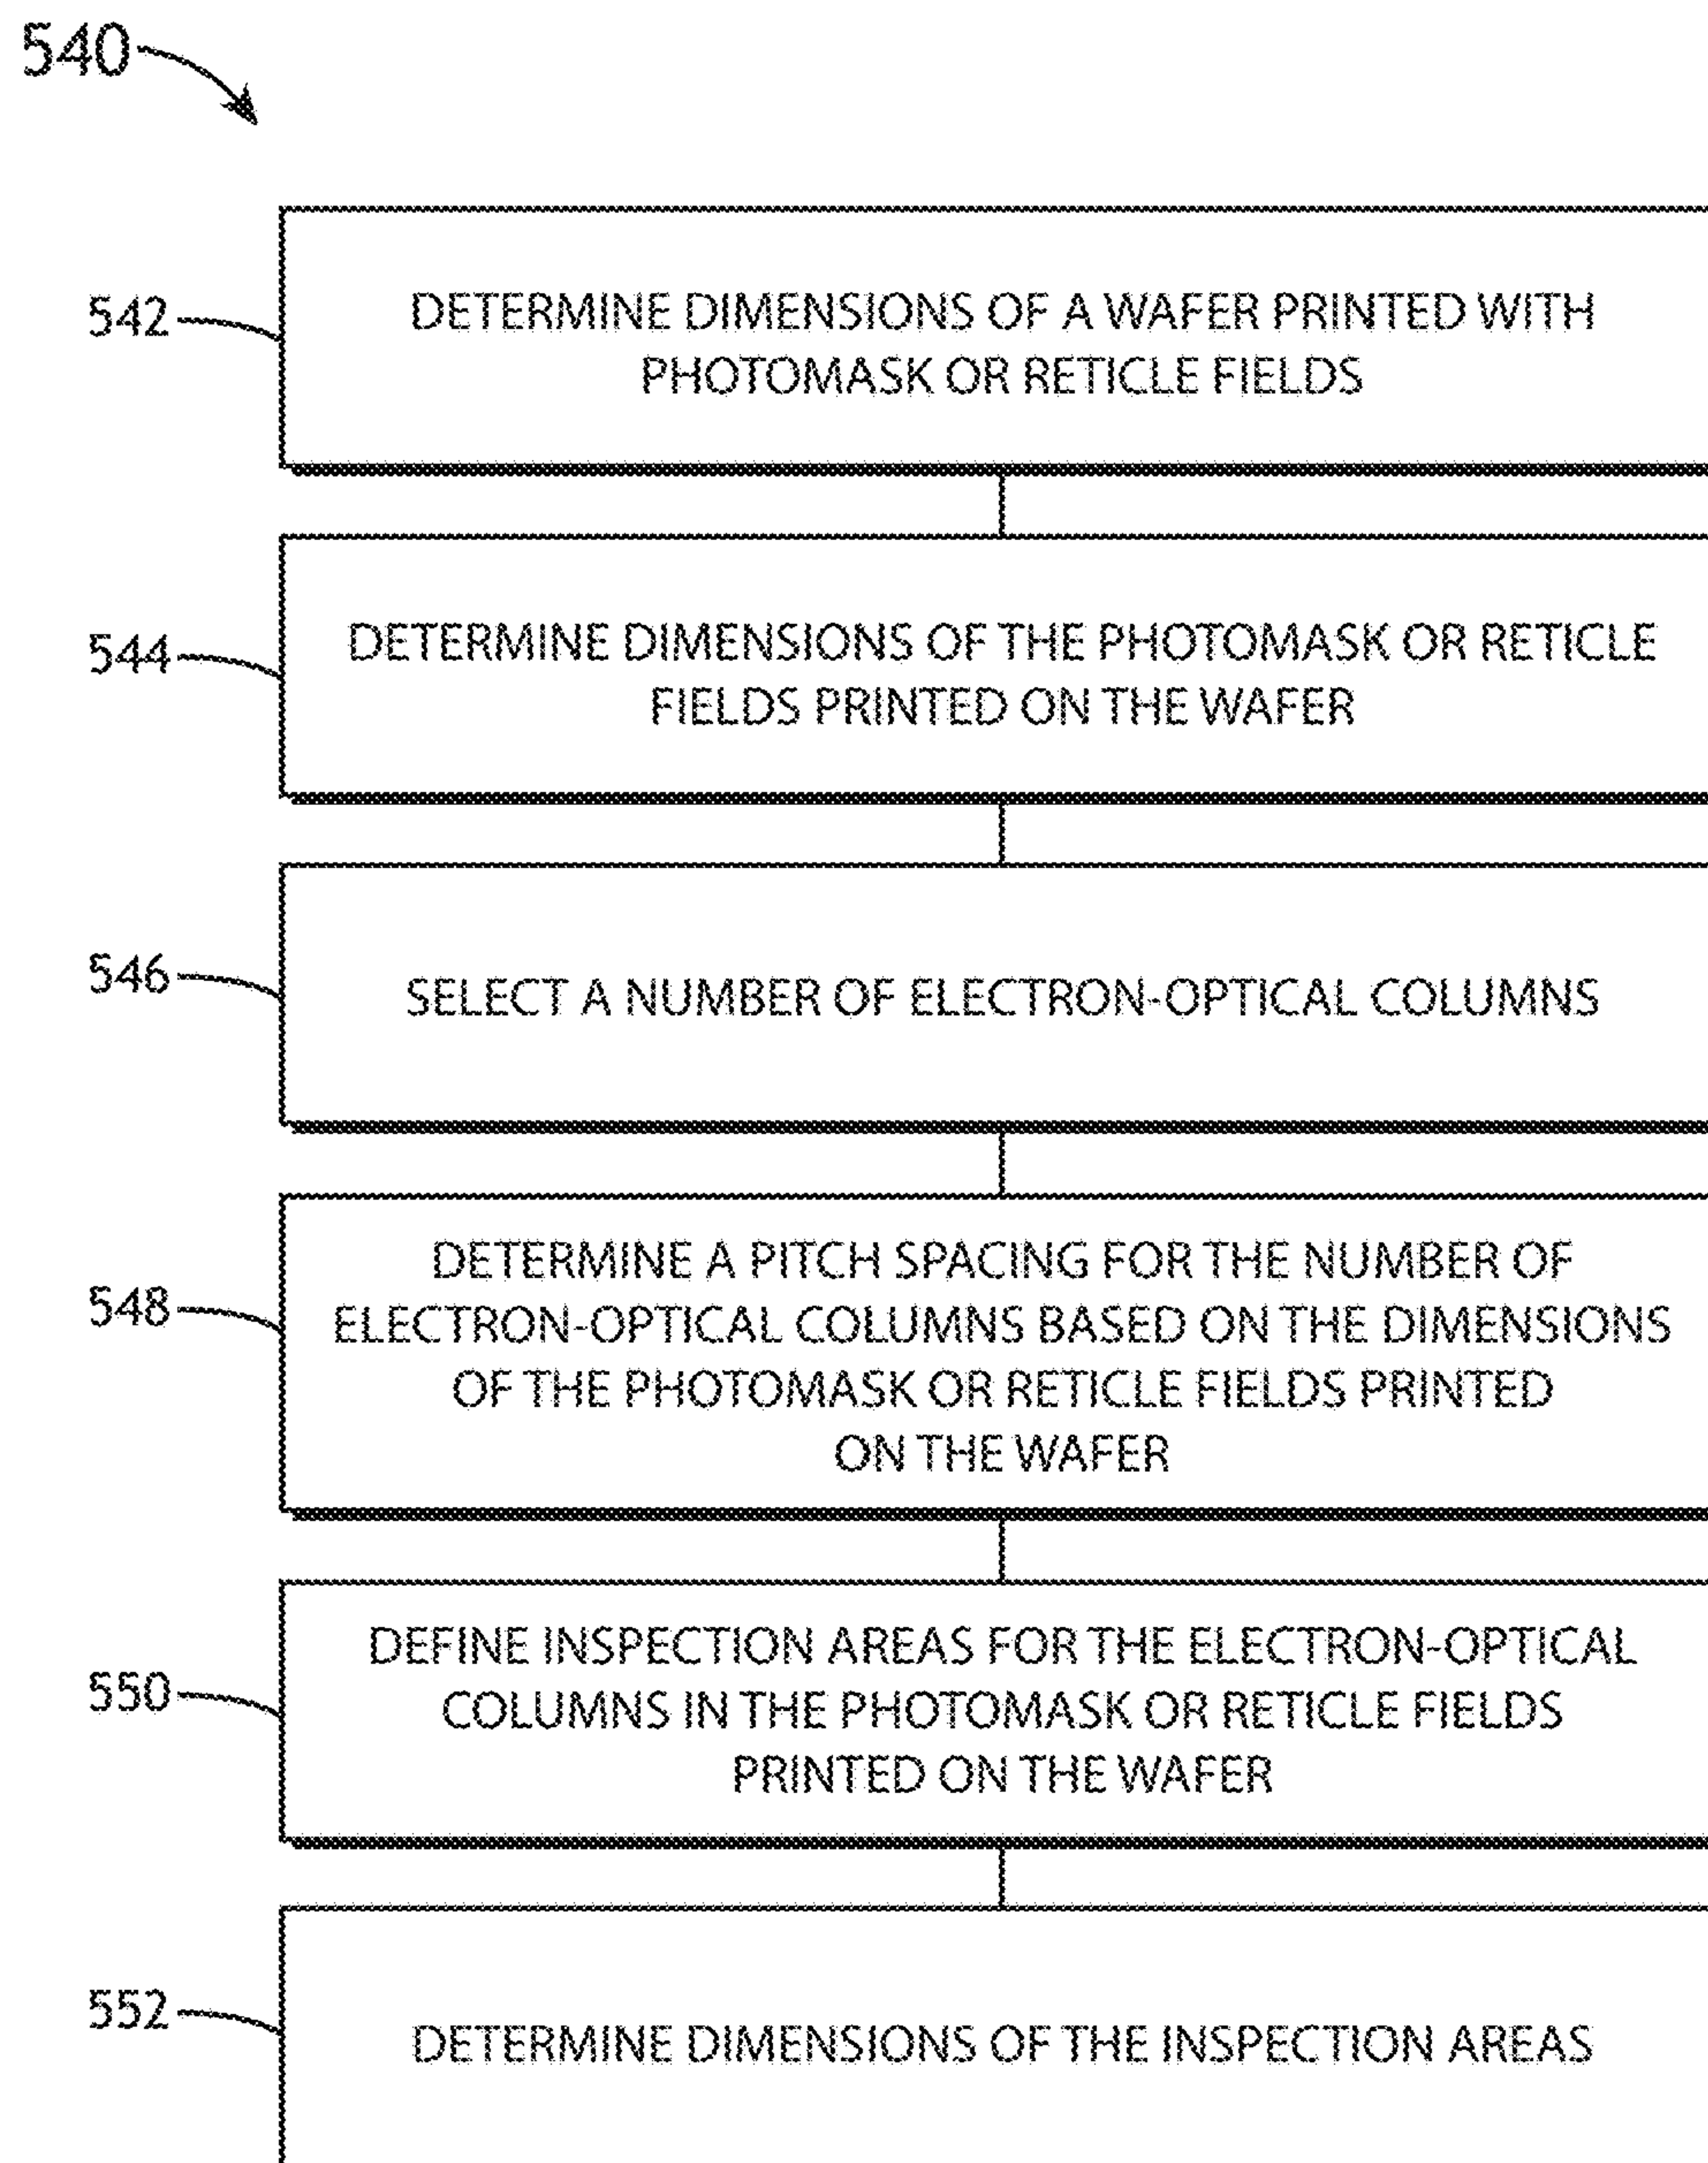 540
542
DETERMINE DIMENSIONS OF A WAFER PRINTED WITH
PHOTOMASK OR RETICLE FIELDS
544
DETERMINE DIMENSIONS OF THE PHOTOMASK OR RETICLE
FIELDS PRINTED ON THE WAFER
546
SELECT A NUMBER OF ELECTRON-OPTICAL COLUMNS
548
DETERMINE A PITCH SPACING FOR THE NUMBER OF
ELECTRON-OPTICAL COLUMNS BASED ON THE DIMENSIONS
OF THE PHOTOMASK OR RETICLE FIELDS PRINTED
ON THE WAFER
550
DEFINE INSPECTION AREAS FOR THE ELECTRON-OPTICAL
COLUMNS IN THE PHOTOMASK OR RETICLE FIELDS
PRINTED ON THE WAFER
552
DETERMINE DIMENSIONS OF THE INSPECTION AREAS